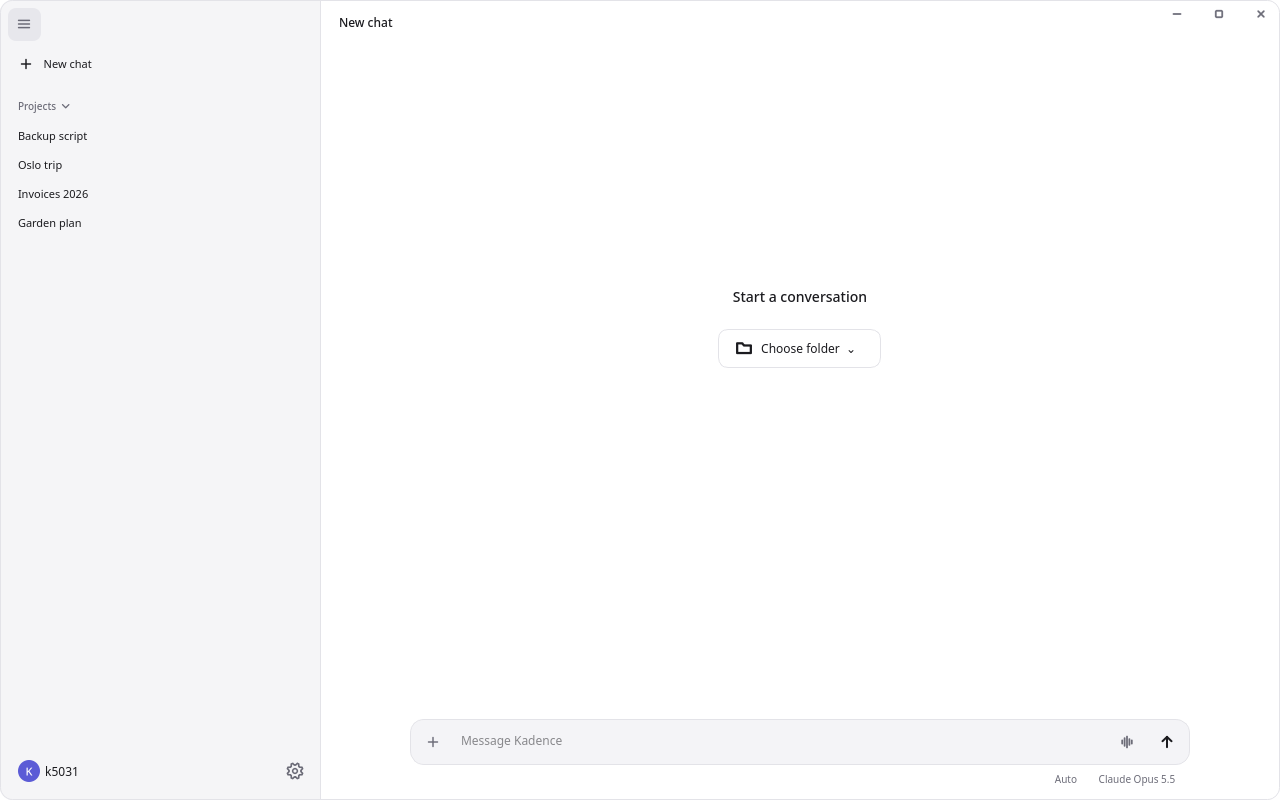 New chat
New chat
Projects
Backup script
Oslo trip
Invoices 2026
Garden plan
Start a conversation
Choose folder
Message Kadence
K k5031
Auto Claude Opus 5.5